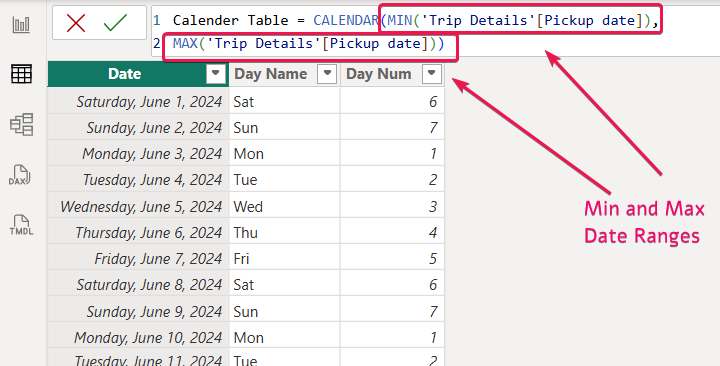 1 Calender Table = CALENDAR(MIN('Trip Details'[Pickup date]),
2 MAX('Trip Details'[Pickup date]))
Date Day Name Day Num
Saturday, June 1, 2024 Sat 6
Sunday, June 2, 2024 Sun 7
Monday, June 3, 2024 Mon 1
Tuesday, June 4, 2024 Tue 2
Wednesday, June 5, 2024 Wed 3
Thursday, June 6, 2024 Thu 4
Friday, June 7, 2024 Fri 5
Saturday, June 8, 2024 Sat 6
Sunday, June 9, 2024 Sun 7
Monday, June 10, 2024 Mon 1
Tuesday, June 11, 2024 Tue 2
DAX
TMDL
Min and Max
Date Ranges